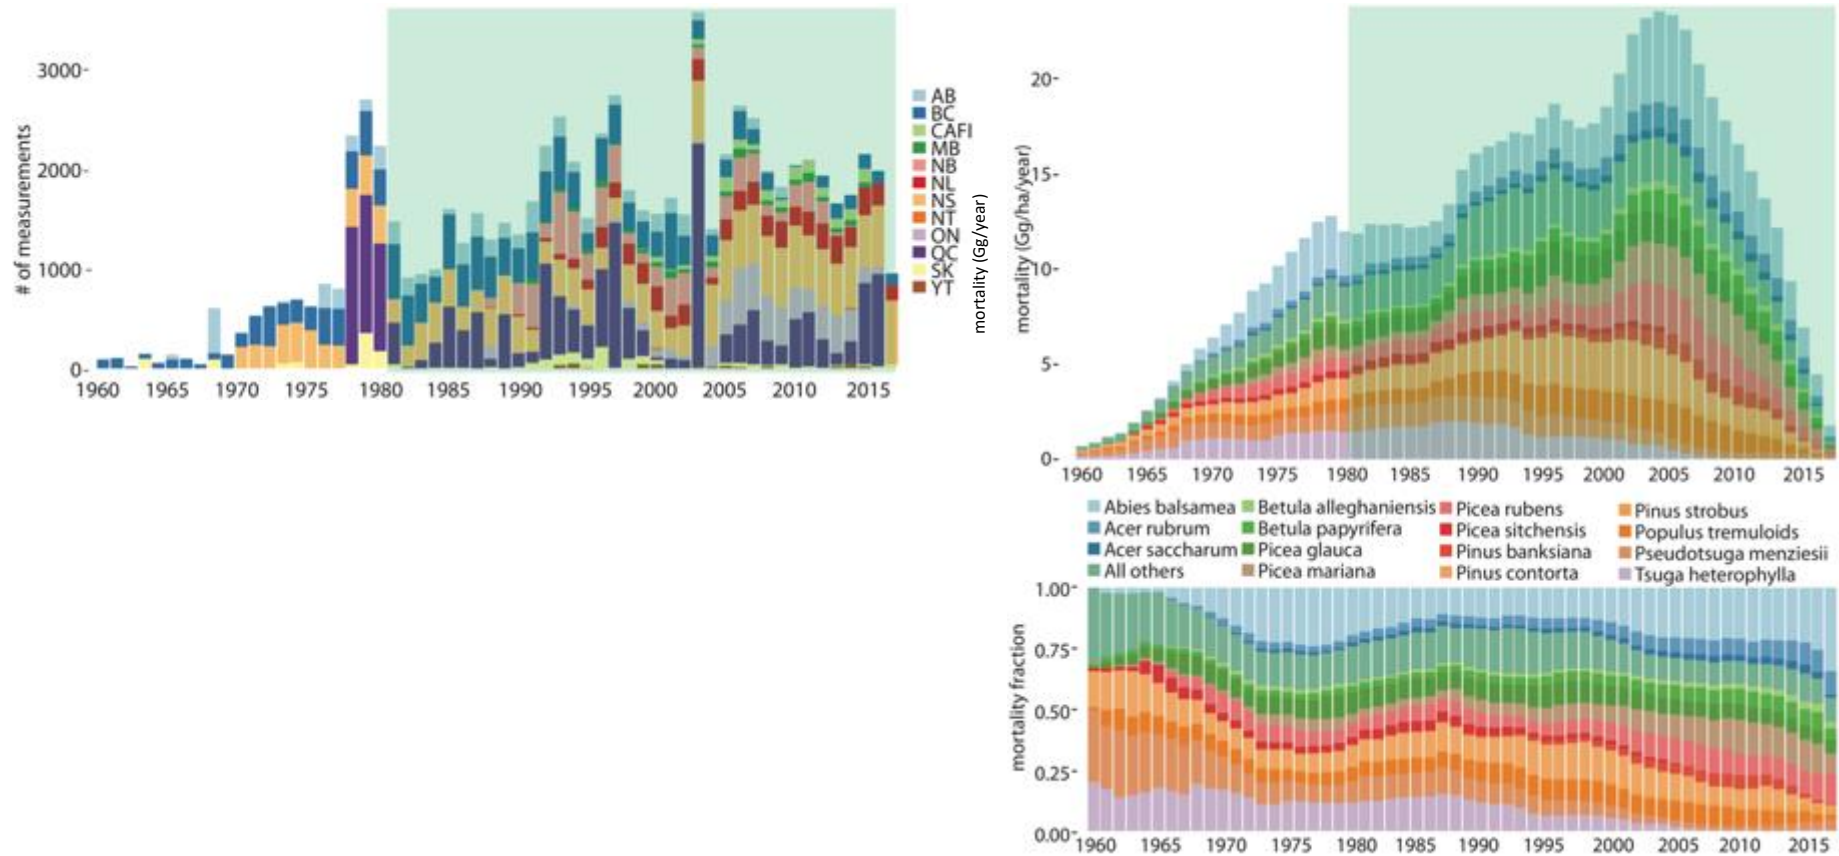 # of measurements
3000-
2000-
1000-
0-
1960 1965 1970 1975 1980 1985 1990 1995 2000 2005 2010 2015
AB
BC
CAFI
MB
NB
NL
NS
NT
ON
QC
SK
YT
mortality (Gg/year)
mortality (Gg/ha/year)
20-
15-
10-
5-
0-
1960 1965 1970 1975 1980 1985 1990 1995 2000 2005 2010 2015
Abies balsamea Betula alleghaniensis Picea rubens Pinus strobus
Acer rubrum Betula papyrifera Picea sitchensis Populus tremuloids
Acer saccharum Picea glauca Pinus banksiana Pseudotsuga menziesii
All others Picea mariana Pinus contorta Tsuga heterophylla
mortality fraction
1.00-
0.75-
0.50-
0.25-
0.00-
1960 1965 1970 1975 1980 1985 1990 1995 2000 2005 2010 2015